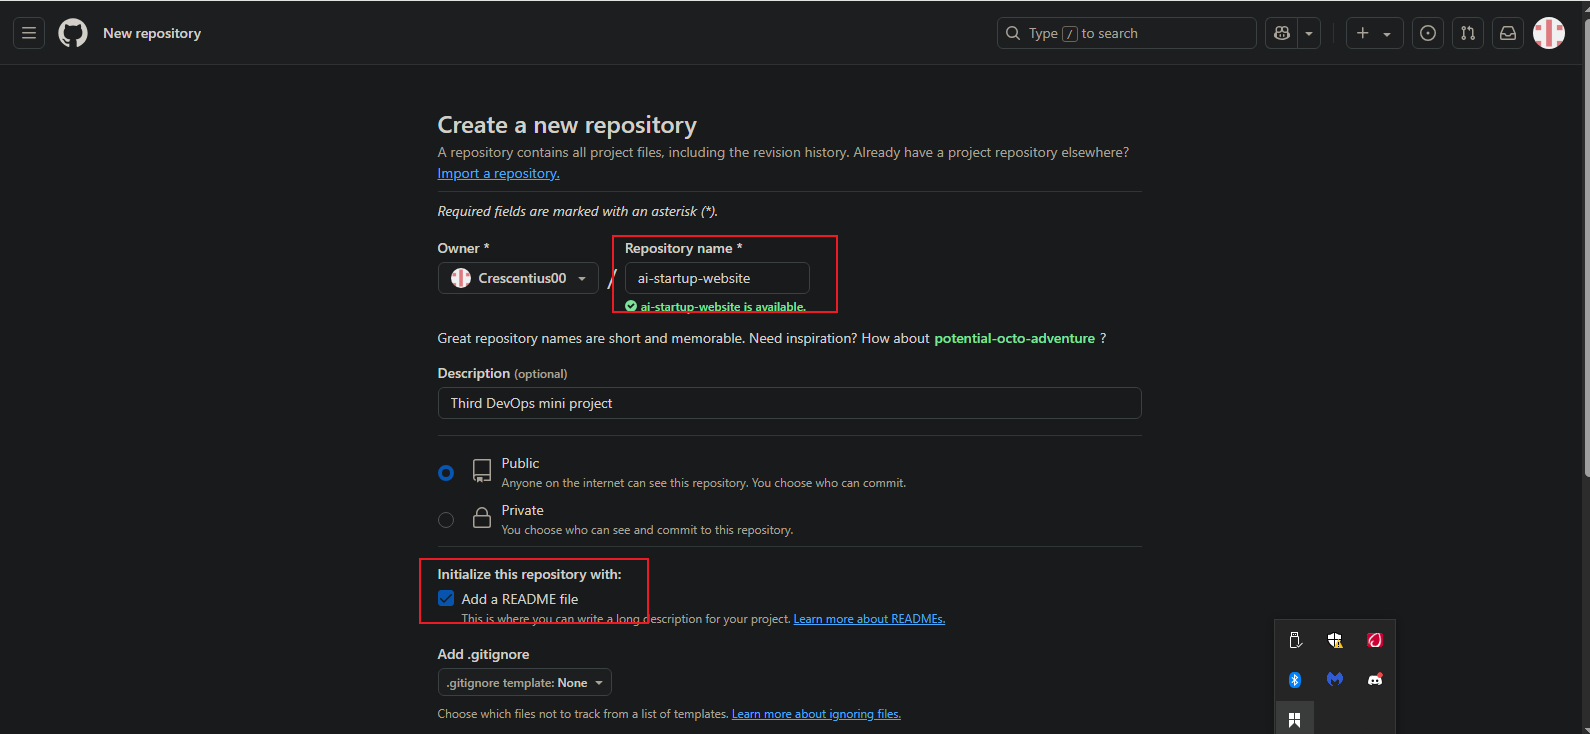 New repository
Type / to search
Create a new repository
A repository contains all project files, including the revision history. Already have a project repository elsewhere?
Import a repository.
Required fields are marked with an asterisk (*).
Owner *
Repository name *
Crescentius00
/
ai-startup-website
ai-startup-website is available.
Great repository names are short and memorable. Need inspiration? How about potential-octo-adventure ?
Description (optional)
Third DevOps mini project
Public
Anyone on the internet can see this repository. You choose who can commit.
Private
You choose who can see and commit to this repository.
Initialize this repository with:
Add a README file
This is where you can write a long description for your project. Learn more about READMEs.
Add .gitignore
.gitignore template: None
Choose which files not to track from a list of templates. Learn more about ignoring files.